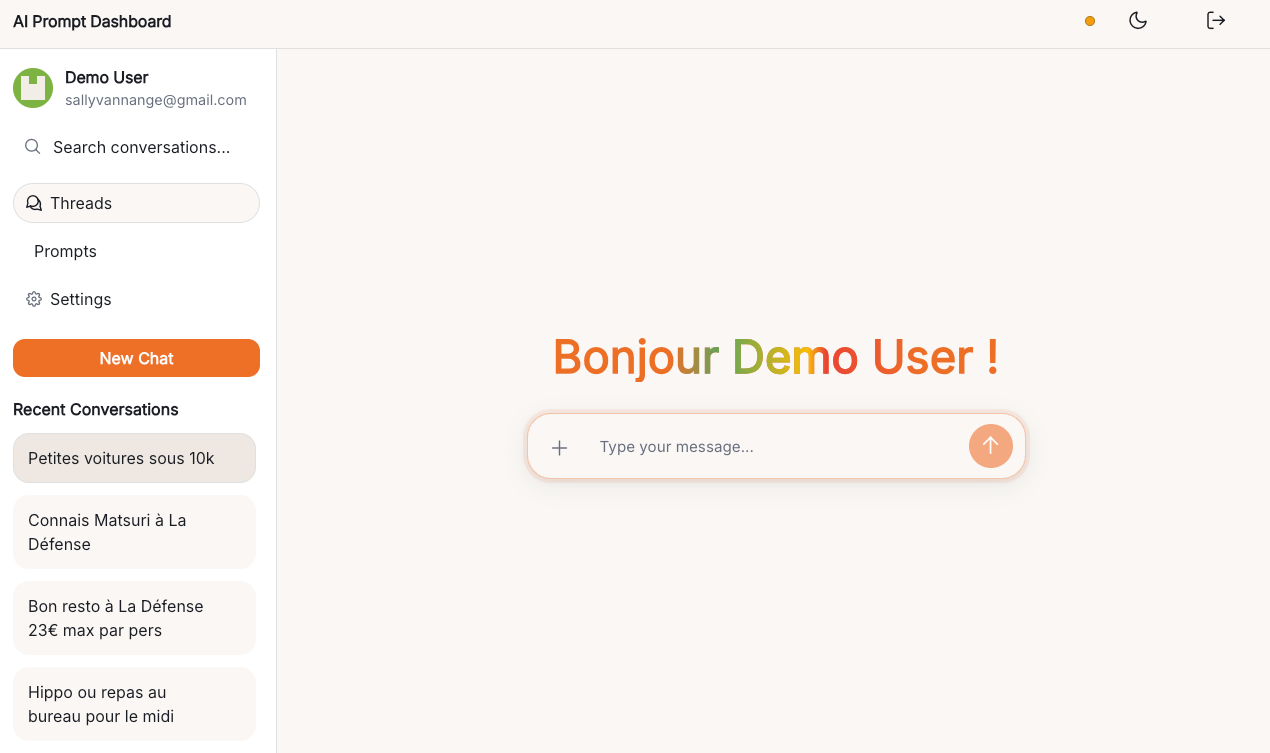 AI Prompt Dashboard
Demo User
sallyvannange@gmail.com
Search conversations...
Threads
Prompts
Settings
New Chat
Recent Conversations
Petites voitures sous 10k
Connais Matsuri à La
Défense
Bon resto à La Défense
23€ max par pers
Hippo ou repas au
bureau pour le midi
Bonjour Demo User !
Type your message...